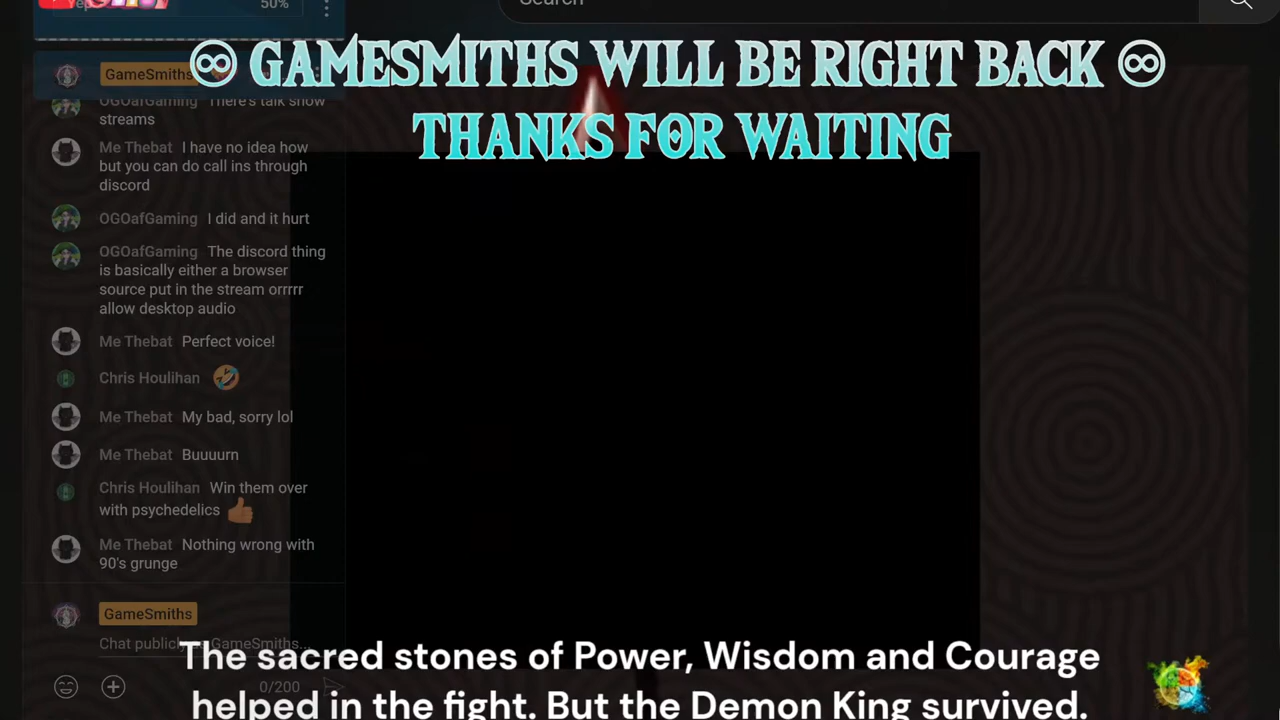 50%
Search
♾ GAMESMITHS WILL BE RIGHT BACK ♾
THANKS FOR WAITING
GameSmiths
OGOafGaming There's talk show
streams
Me Thebat I have no idea how
but you can do call ins through
discord
OGOafGaming I did and it hurt
OGOafGaming The discord thing
is basically either a browser
source put in the stream orrrrr
allow desktop audio
Me Thebat Perfect voice!
Chris Houlihan 🤣
Me Thebat My bad, sorry lol
Me Thebat Buuuurn
Chris Houlihan Win them over
with psychedelics 👍
Me Thebat Nothing wrong with
90's grunge
GameSmiths
Chat publicly as GameSmiths...
0/200
The sacred stones of Power, Wisdom and Courage
helped in the fight. But the Demon King survived.